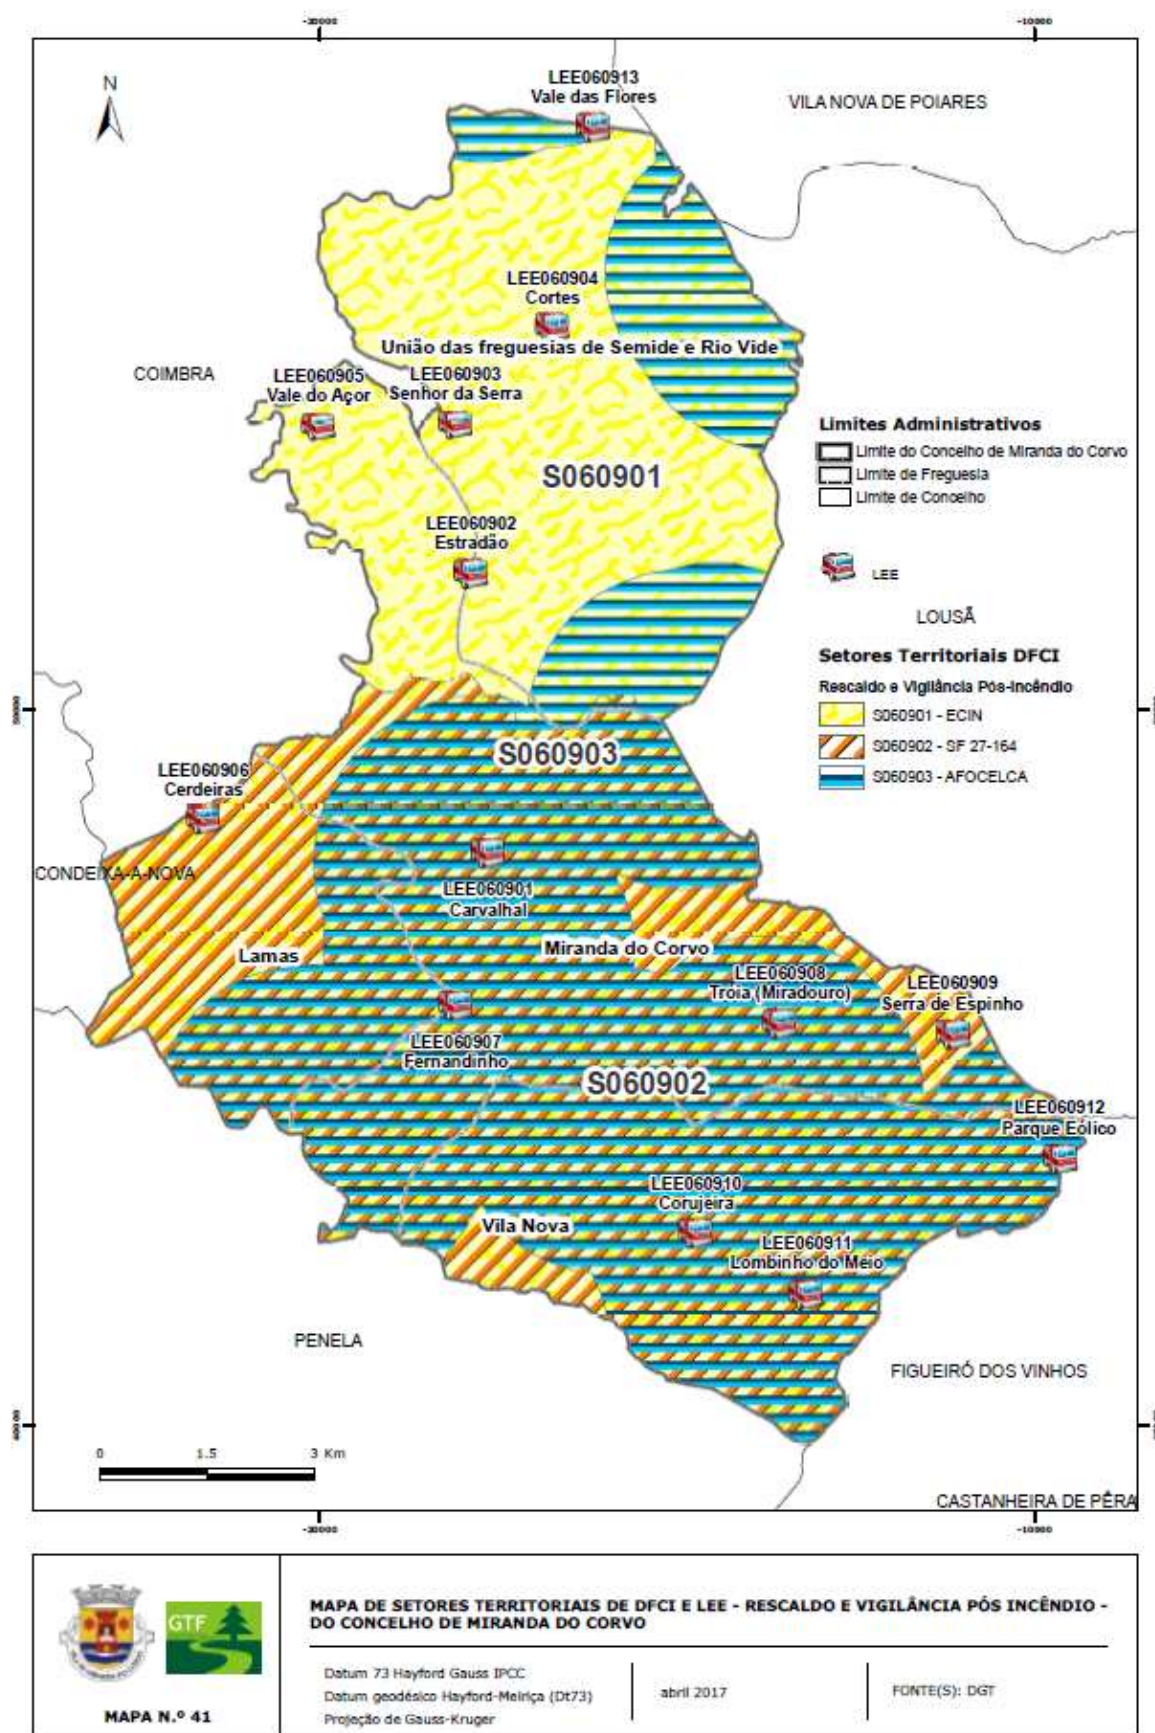 -20000
-10000
N
LEE060913
Vale das Flores
VILA NOVA DE POIARES
LEE060904
Cortes
União das freguesias de Semide e Rio Vide
COIMBRA
LEE060905
Vale do Açor
LEE060903
Senhor da Serra
S060901
Limites Administrativos
Limite do Concelho de Miranda do Corvo
Limite de Freguesia
Limite de Concelho
LEE060902
Estradão
LEE
LOUSÃ
Setores Territoriais DFCI
Rescaldo e Vigilância Pós-Incêndio
S060901 - ECIN
S060902 - SF 27-164
S060903 - AFOCELCA
S060903
LEE060906
Cerdeiras
CONDEIXA-A-NOVA
LEE060901
Carvalhal
Lamas
Miranda do Corvo
LEE060908
Tróia (Miradouro)
LEE060909
Serra de Espinho
LEE060907
Fernandinho
S060902
LEE060912
Parque Eólico
LEE060910
Corujeira
Vila Nova
LEE060911
Lombinho do Meio
PENELA
FIGUEIRÓ DOS VINHOS
0 1.5 3 Km
CASTANHEIRA DE PÊRA
-20000
-10000
GTF
MAPA N.º 41
MAPA DE SETORES TERRITORIAIS DE DFCI E LEE - RESCALDO E VIGILÂNCIA PÓS INCÊNDIO -
DO CONCELHO DE MIRANDA DO CORVO
Datum 73 Hayford Gauss IPCC
Datum geodésico Hayford-Melriça (Dt73)
Projeção de Gauss-Kruger
abril 2017
FONTE(S): DGT